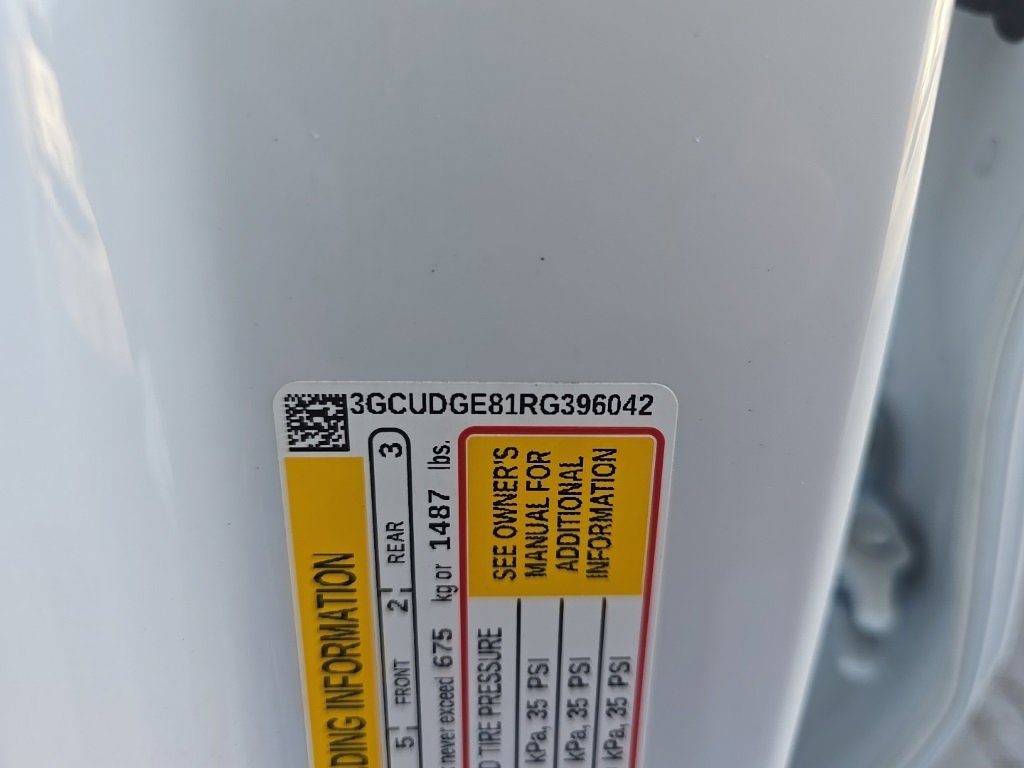 3GCUDGE81RG396042
DING INFORMATION
5 FRONT 2 REAR 3
never exceed 675 kg or 1487 lbs.
TIRE PRESSURE
SEE OWNER'S
MANUAL FOR
ADDITIONAL
INFORMATION
kPa, 35 PSI
kPa, 35 PSI
kPa, 35 PSI